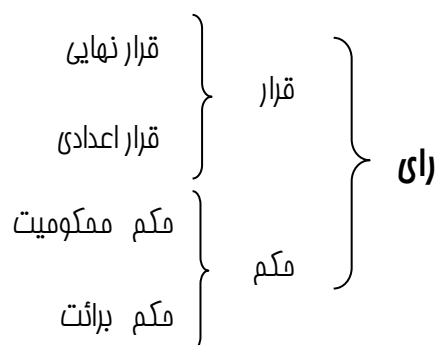 قرار نهایی
قرار
قرار اعدادی
رای
حکم محکومیت
حکم
حکم برائت